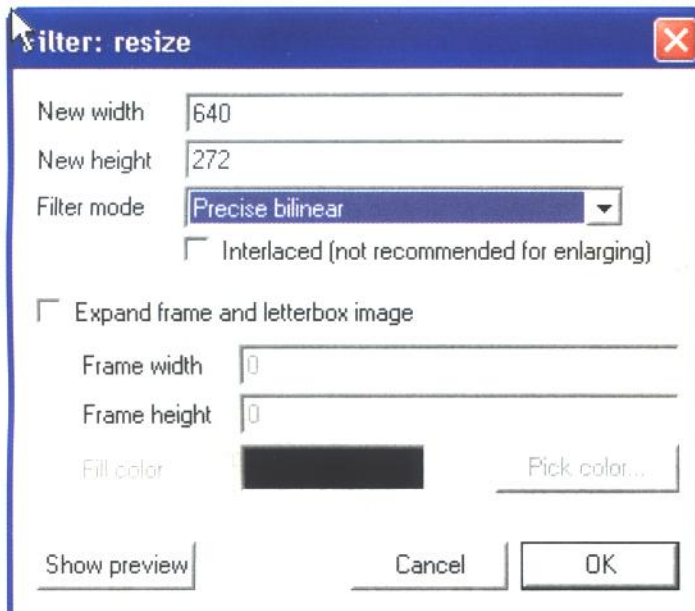 Filter: resize
New width 640
New height 272
Filter mode Precise bilinear
Interlaced (not recommended for enlarging)
Expand frame and letterbox image
Frame width 0
Frame height 0
Fill color Pick color...
Show preview Cancel OK